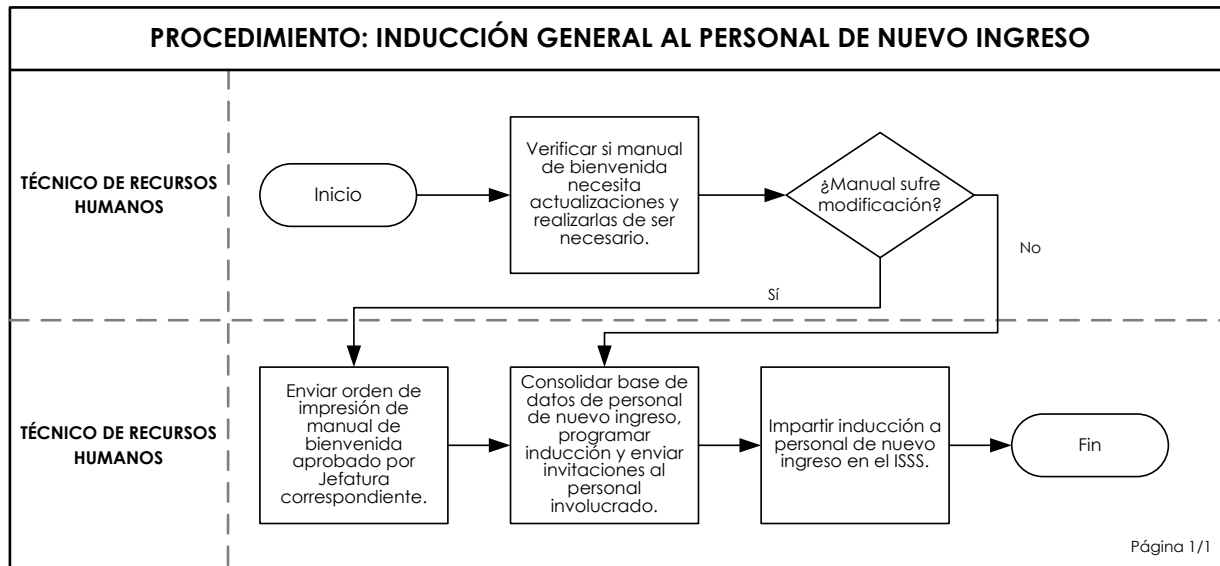 PROCEDIMIENTO: INDUCCIÓN GENERAL AL PERSONAL DE NUEVO INGRESO
TÉCNICO DE RECURSOS
HUMANOS
Inicio
Verificar si manual
de bienvenida
necesita
actualizaciones y
realizarlas de ser
necesario.
¿Manual sufre
modificación?
No
Sí
TÉCNICO DE RECURSOS
HUMANOS
Enviar orden de
impresión de
manual de
bienvenida
aprobado por
Jefatura
correspondiente.
Consolidar base de
datos de personal
de nuevo ingreso,
programar
inducción y enviar
invitaciones al
personal
involucrado.
Impartir inducción a
personal de nuevo
ingreso en el ISSS.
Fin
Página 1/1